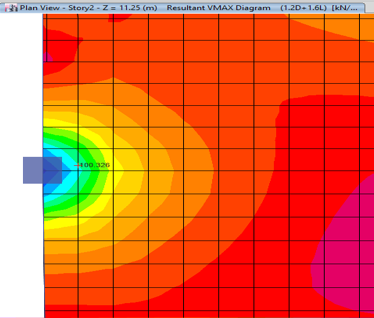 Plan View - Story2 - Z = 11.25 (m) Resultant VMAX Diagram (1.2D+1.6L) [kN/...
-100.326